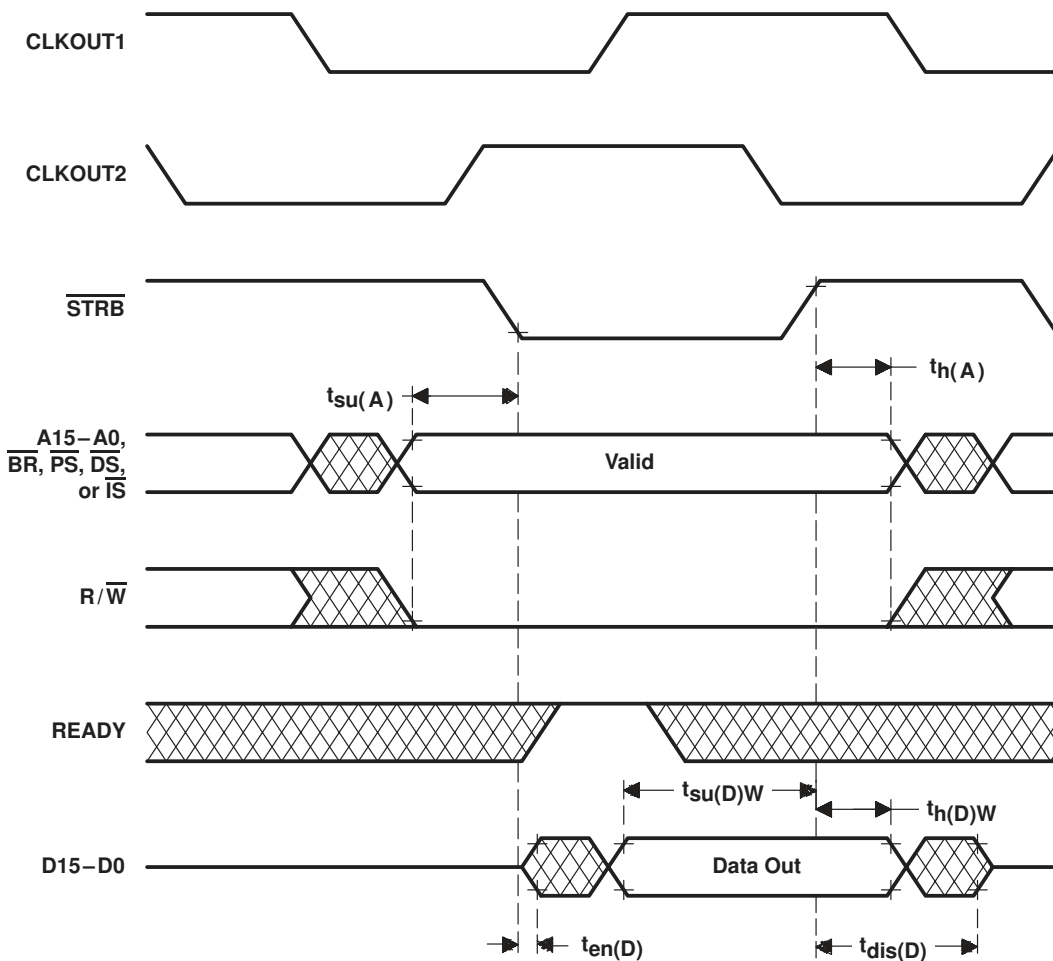 CLKOUT1
CLKOUT2
STRB
tsu(A)
th(A)
A15–A0,
BR, PS, DS,
or IS
Valid
R/W
READY
tsu(D)W
th(D)W
D15–D0
Data Out
ten(D)
tdis(D)